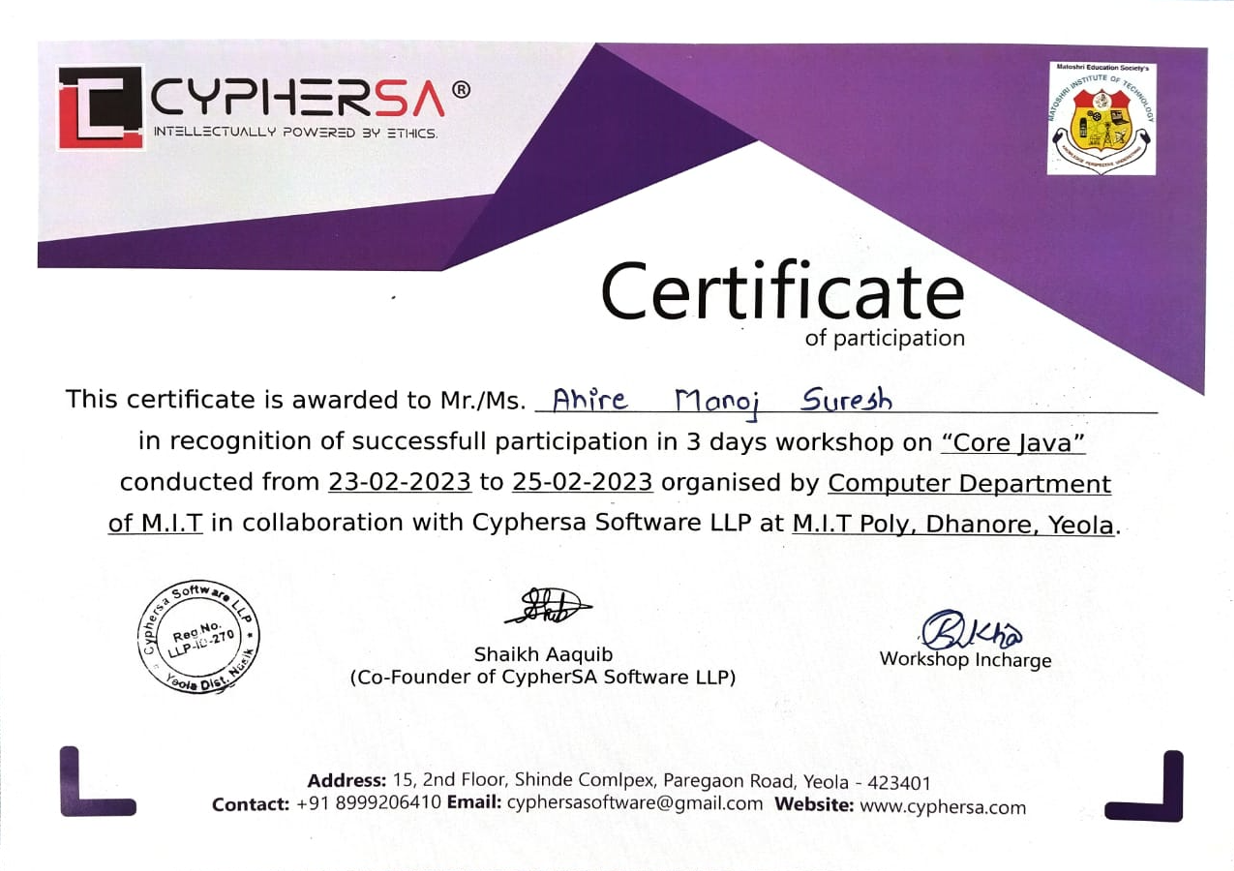 CYPHERSA®
INTELLECTUALLY POWERED BY ETHICS.
Matoshri Education Society's
MATOSHRI INSTITUTE OF TECHNOLOGY
KNOWLEDGE PERSPECTIVE UNDERSTANDING
Certificate
of participation
This certificate is awarded to Mr./Ms. Ahire Manoj Suresh
in recognition of successfull participation in 3 days workshop on “Core Java”
conducted from 23-02-2023 to 25-02-2023 organised by Computer Department
of M.I.T in collaboration with Cyphersa Software LLP at M.I.T Poly, Dhanore, Yeola.
Cyphersa Software LLP
Reg.No.
Yeola Dist. Nasik
Shaikh Aaquib
(Co-Founder of CypherSA Software LLP)
Workshop Incharge
Address: 15, 2nd Floor, Shinde Comlpex, Paregaon Road, Yeola - 423401
Contact: +91 8999206410 Email: cyphersasoftware@gmail.com Website: www.cyphersa.com